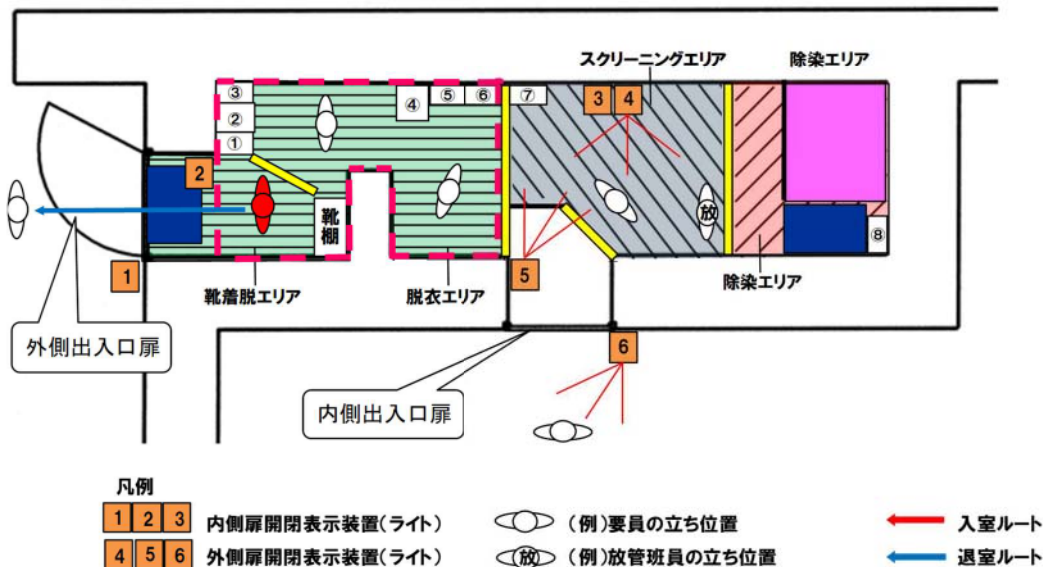 スクリーニングエリア
除染エリア
③
②
①
④
⑤
⑥
⑦
3
4
2
靴棚
放
⑧
1
5
靴着脱エリア
脱衣エリア
除染エリア
外側出入口扉
6
内側出入口扉
凡例
1 2 3 内側扉開閉表示装置(ライト)
(例)要員の立ち位置
入室ルート
4 5 6 外側扉開閉表示装置(ライト)
放 (例)放管班員の立ち位置
退室ルート